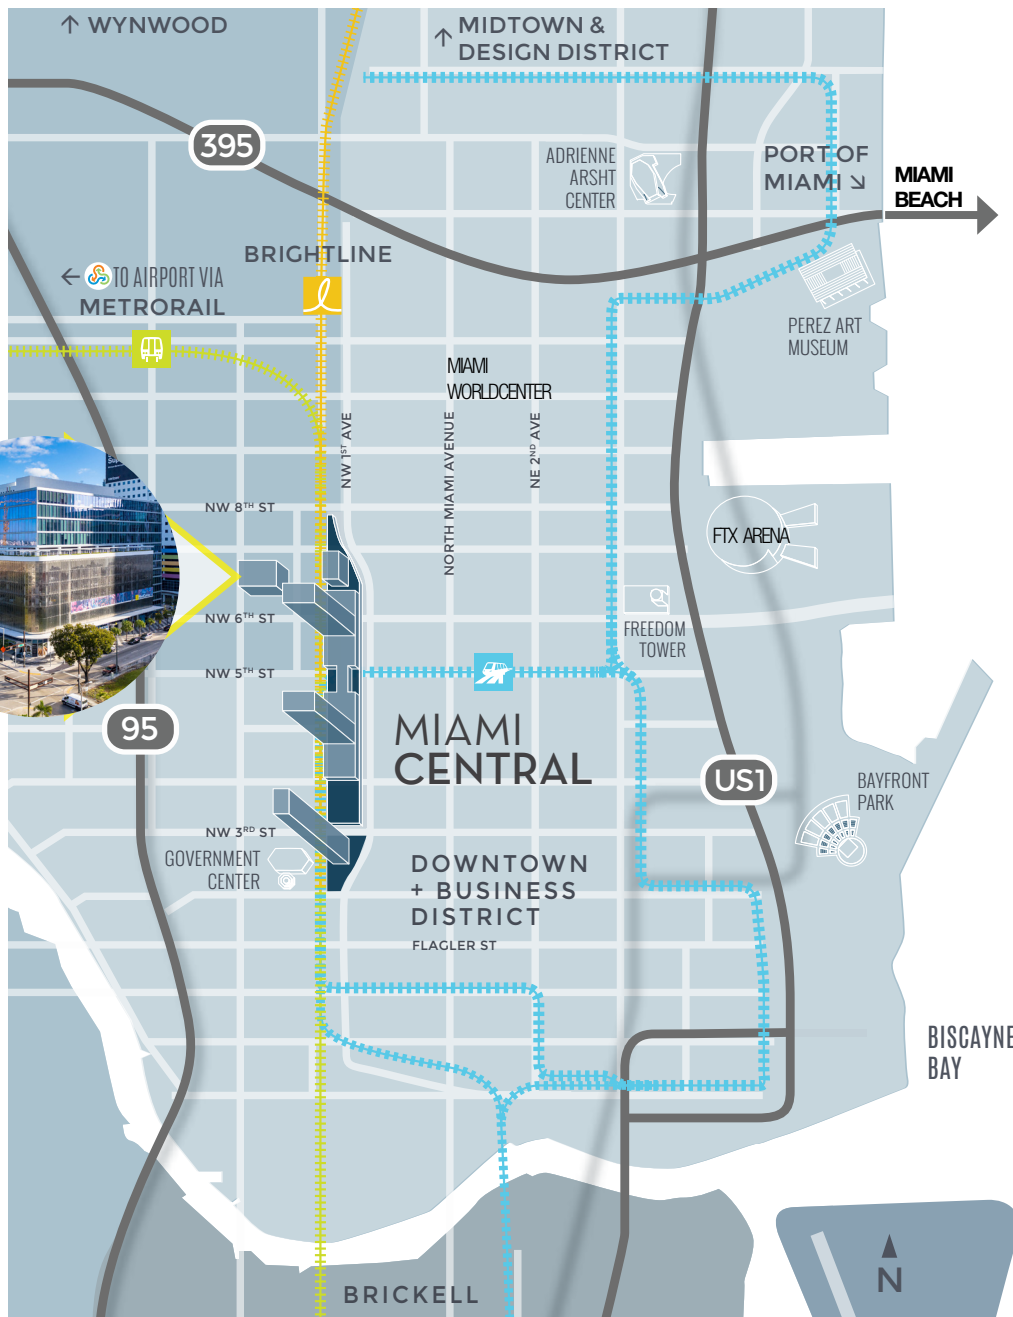 ↑ WYNWOOD
↑ MIDTOWN &
DESIGN DISTRICT
395
ADRIENNE
ARSHT
CENTER
PORT OF
MIAMI ↘
MIAMI
BEACH
BRIGHTLINE
← TO AIRPORT VIA
METRORAIL
PEREZ ART
MUSEUM
MIAMI
WORLDCENTER
NW 1ST AVE
NORTH MIAMI AVENUE
NE 2ND AVE
NW 8TH ST
FTX ARENA
NW 6TH ST
FREEDOM
TOWER
NW 5TH ST
95
MIAMI
CENTRAL
US1
BAYFRONT
PARK
NW 3RD ST
GOVERNMENT
CENTER
DOWNTOWN
+ BUSINESS
DISTRICT
FLAGLER ST
BISCAYNE
BAY
N
BRICKELL